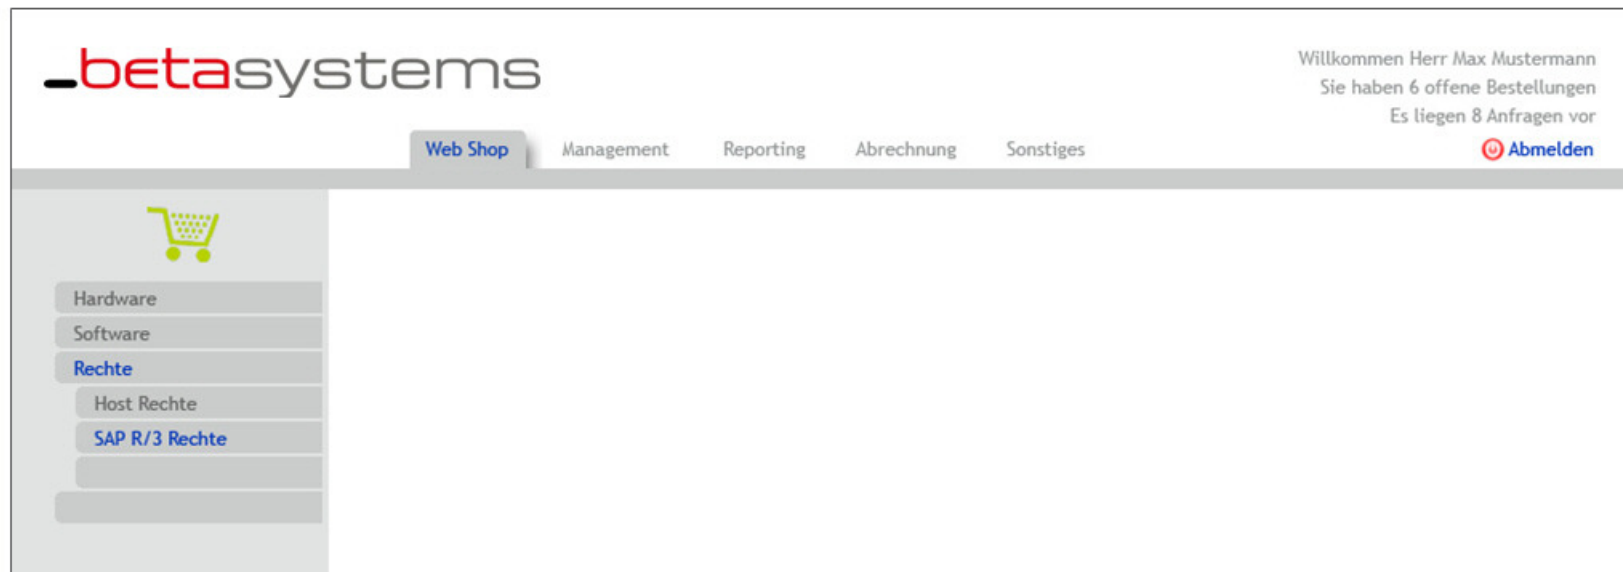 _betasystems
Willkommen Herr Max Mustermann
Sie haben 6 offene Bestellungen
Es liegen 8 Anfragen vor
Web Shop Management Reporting Abrechnung Sonstiges Abmelden
Hardware
Software
Rechte
Host Rechte
SAP R/3 Rechte